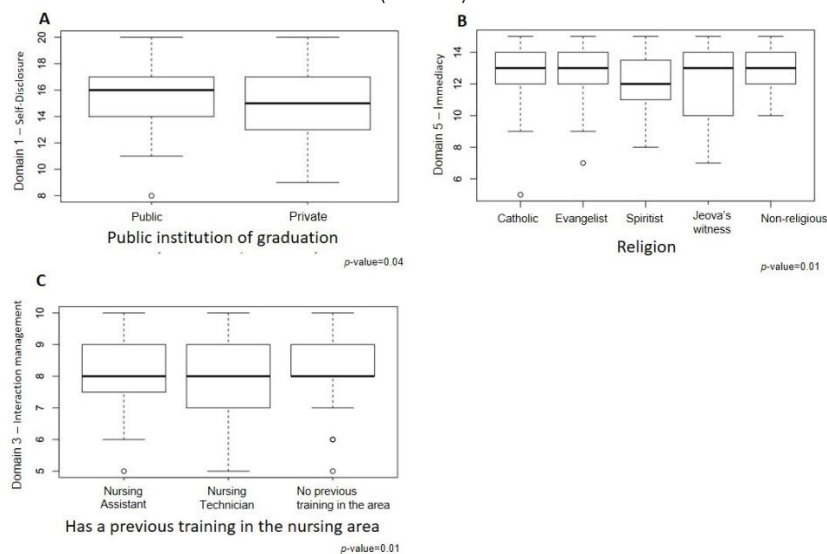 A
Domain 1 – Self-Disclosure
20
18
16
14
12
10
8
Public Private
Public institution of graduation
p-value=0.04
B
Domain 5 – Immediacy
14
12
10
8
6
Catholic Evangelist Spiritist Jeova's witness Non-religious
Religion
p-value=0.01
C
Domain 3 – Interaction management
10
9
8
7
6
5
Nursing Assistant Nursing Technician No previous training in the area
Has a previous training in the nursing area
p-value=0.01